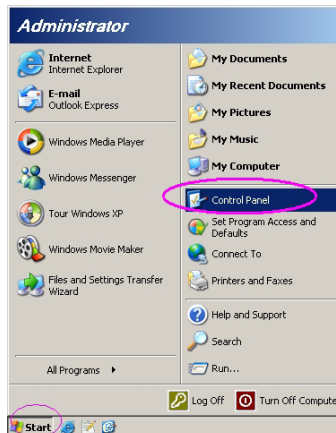 Administrator
Internet
Internet Explorer
E-mail
Outlook Express
Windows Media Player
Windows Messenger
Tour Windows XP
Windows Movie Maker
Files and Settings Transfer
Wizard
All Programs
My Documents
My Recent Documents
My Pictures
My Music
My Computer
Control Panel
Set Program Access and
Defaults
Connect To
Printers and Faxes
Help and Support
Search
Run...
Log Off
Turn Off Compute
Start